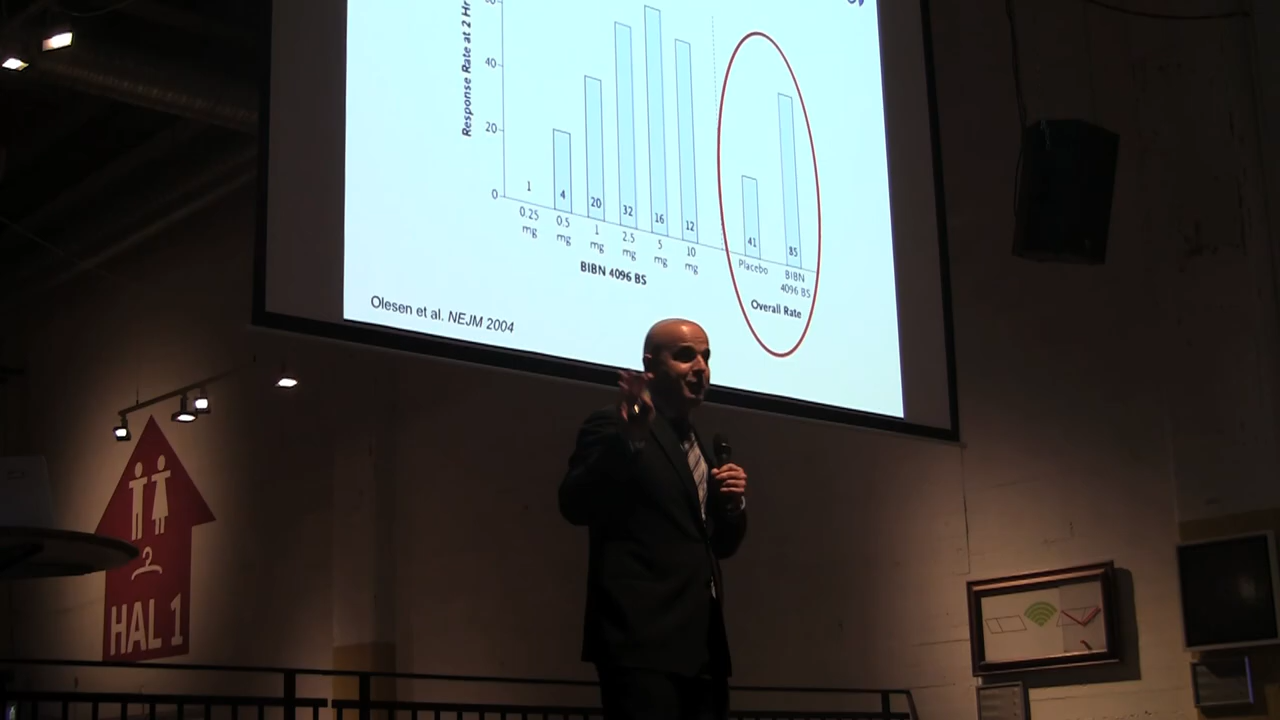 Response Rate at 2 Hr
40
20
0
1
4
20
32
16
12
41
85
0.25 mg
0.5 mg
1 mg
2.5 mg
5 mg
10 mg
Placebo
BIBN 4096 BS
BIBN 4096 BS
Overall Rate
Olesen et al. NEJM 2004
HAL 1